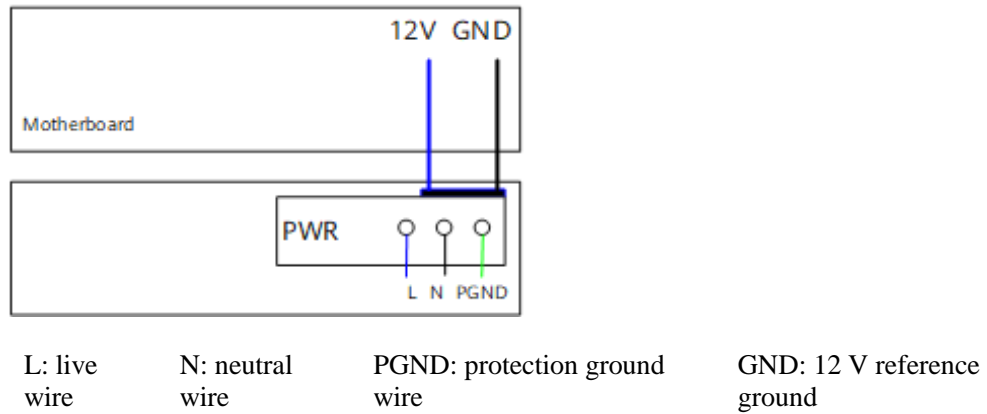 12V GND
Motherboard
PWR
L N PGND
L: live wire
N: neutral wire
PGND: protection ground wire
GND: 12 V reference ground